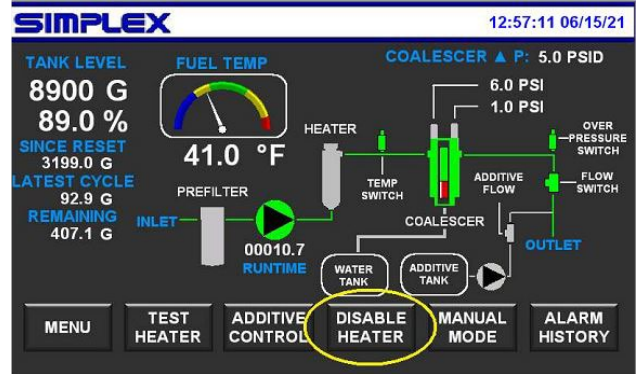 SIMPLEX
12:57:11 06/15/21
TANK LEVEL
8900 G
89.0 %
SINCE RESET
3199.0 G
LATEST CYCLE
92.9 G
REMAINING
407.1 G
FUEL TEMP
41.0 °F
COALESCER ▲ P: 5.0 PSID
6.0 PSI
1.0 PSI
HEATER
OVER
PRESSURE
SWITCH
TEMP
SWITCH
ADDITIVE
FLOW
FLOW
SWITCH
PREFILTER
INLET
COALESCER
OUTLET
00010.7
RUNTIME
WATER
TANK
ADDITIVE
TANK
MENU
TEST
HEATER
ADDITIVE
CONTROL
DISABLE
HEATER
MANUAL
MODE
ALARM
HISTORY